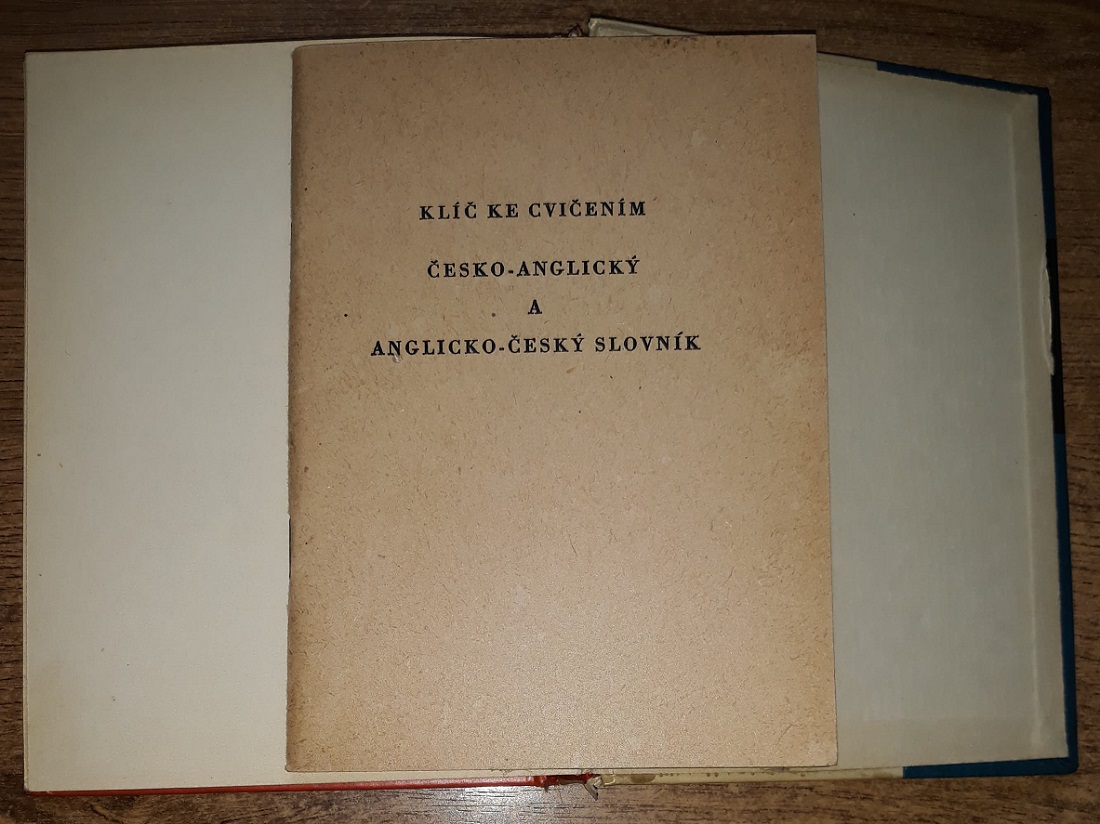 KLÍČ KE CVIČENÍM
ČESKO-ANGLICKÝ
A
ANGLICKO-ČESKÝ SLOVNÍK